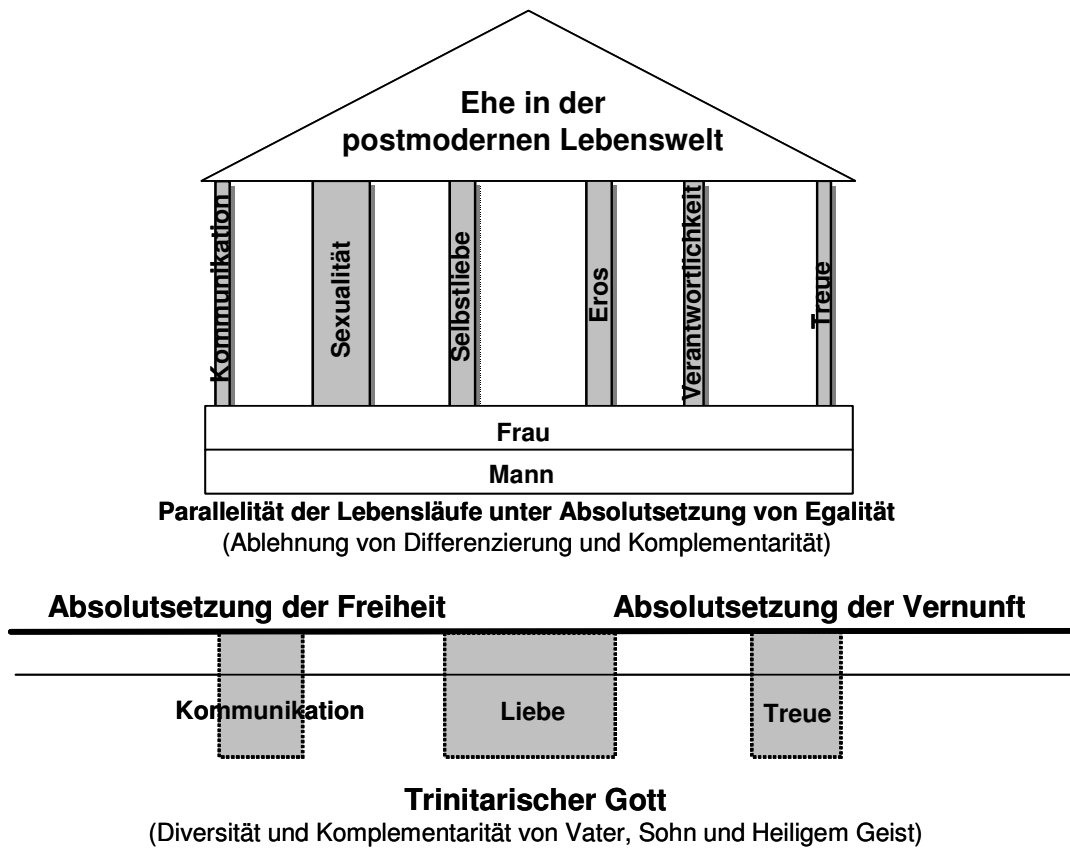 Ehe in der
postmodernen Lebenswelt
Kommunikation
Sexualität
Selbstliebe
Eros
Verantwortlichkeit
Treue
Frau
Mann
Parallelität der Lebensläufe unter Absolutsetzung von Egalität
(Ablehnung von Differenzierung und Komplementarität)
Absolutsetzung der Freiheit
Absolutsetzung der Vernunft
Kommunikation
Liebe
Treue
Trinitarischer Gott
(Diversität und Komplementarität von Vater, Sohn und Heiligem Geist)